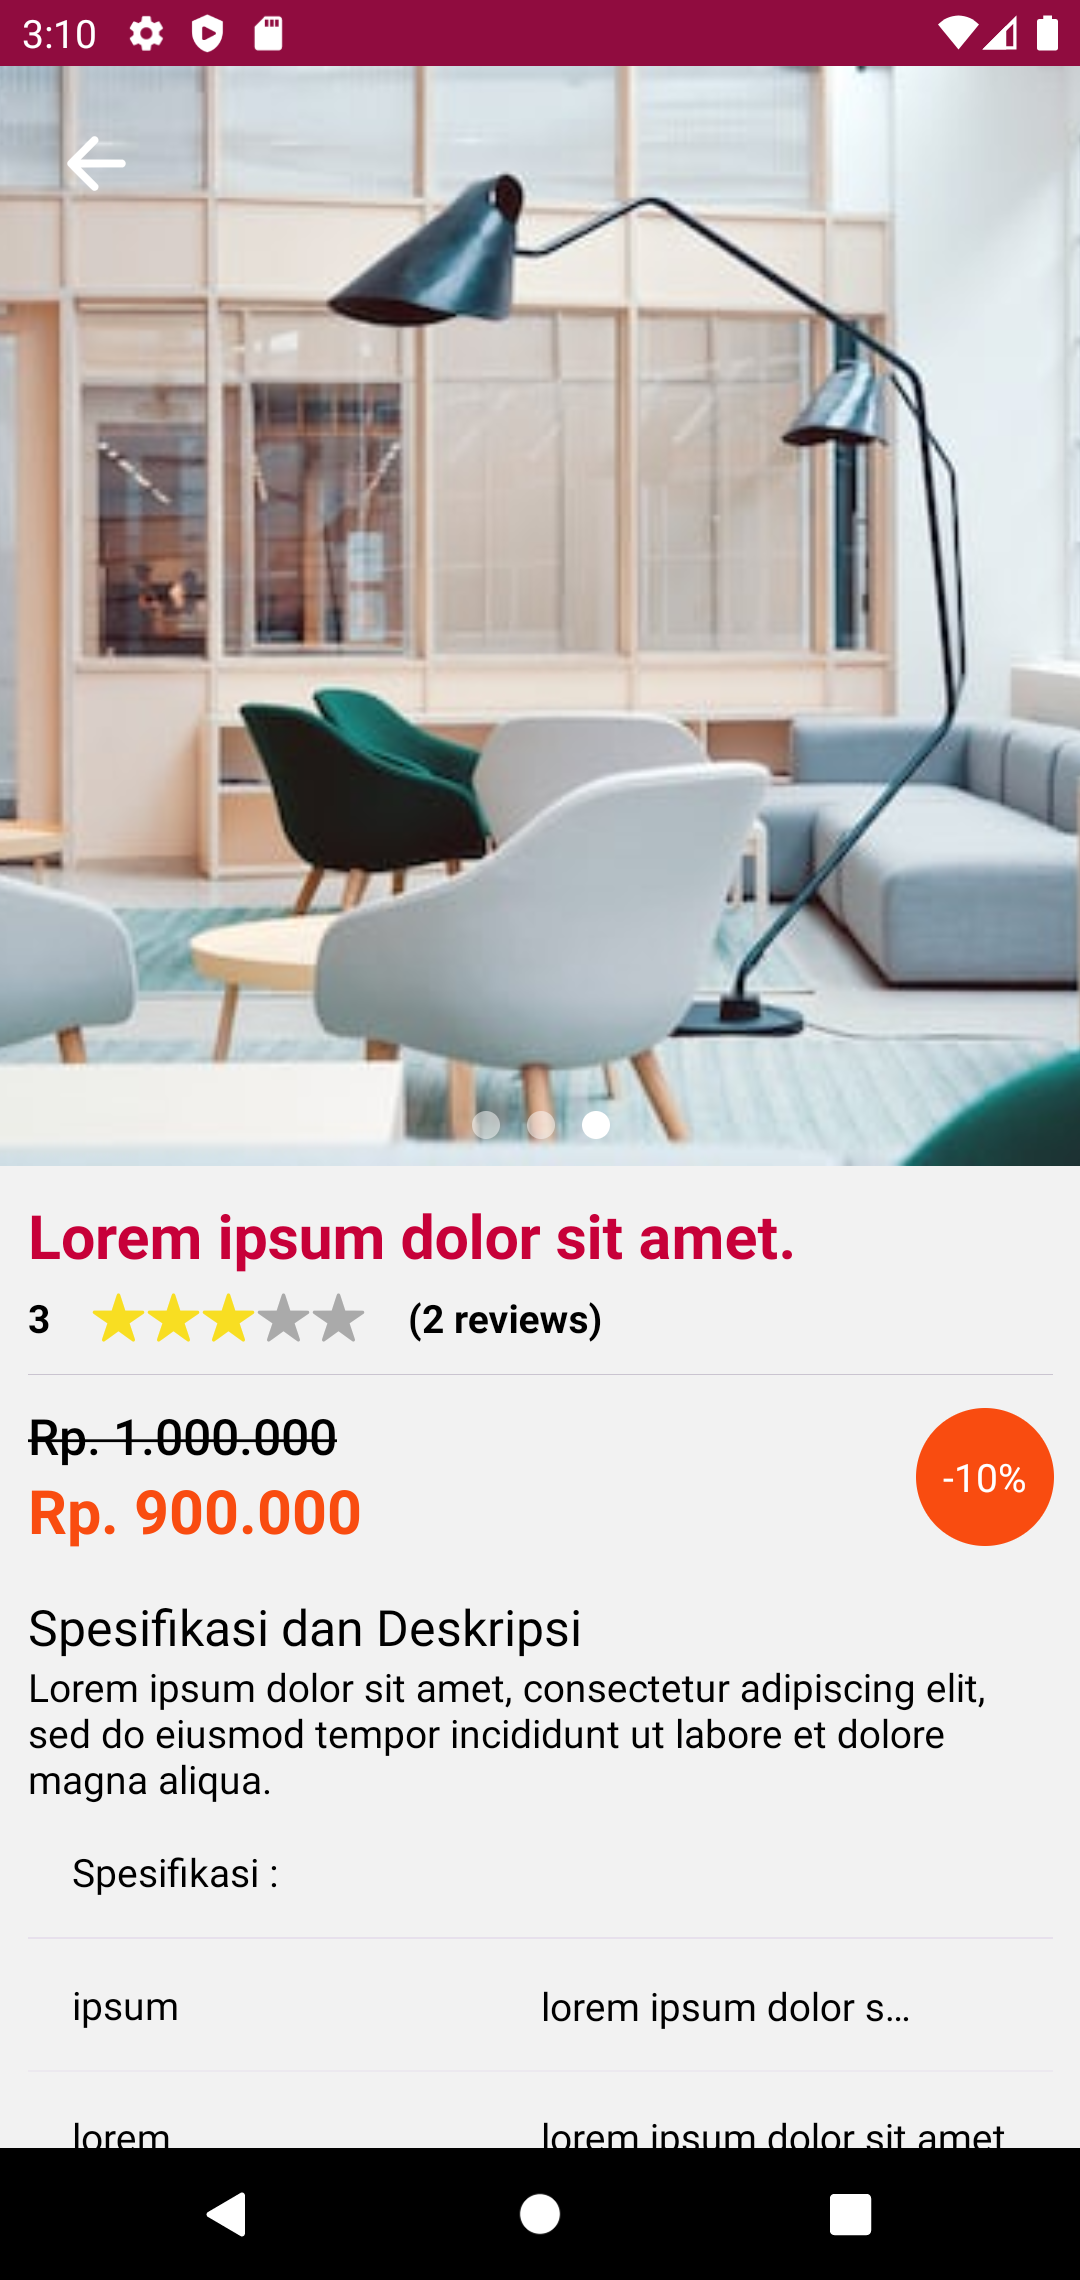 3:10
Lorem ipsum dolor sit amet.
3 (2 reviews)
Rp. 1.000.000
-10%
Rp. 900.000
Spesifikasi dan Deskripsi
Lorem ipsum dolor sit amet, consectetur adipiscing elit,
sed do eiusmod tempor incididunt ut labore et dolore
magna aliqua.
Spesifikasi :
ipsum lorem ipsum dolor s...
lorem lorem ipsum dolor sit amet